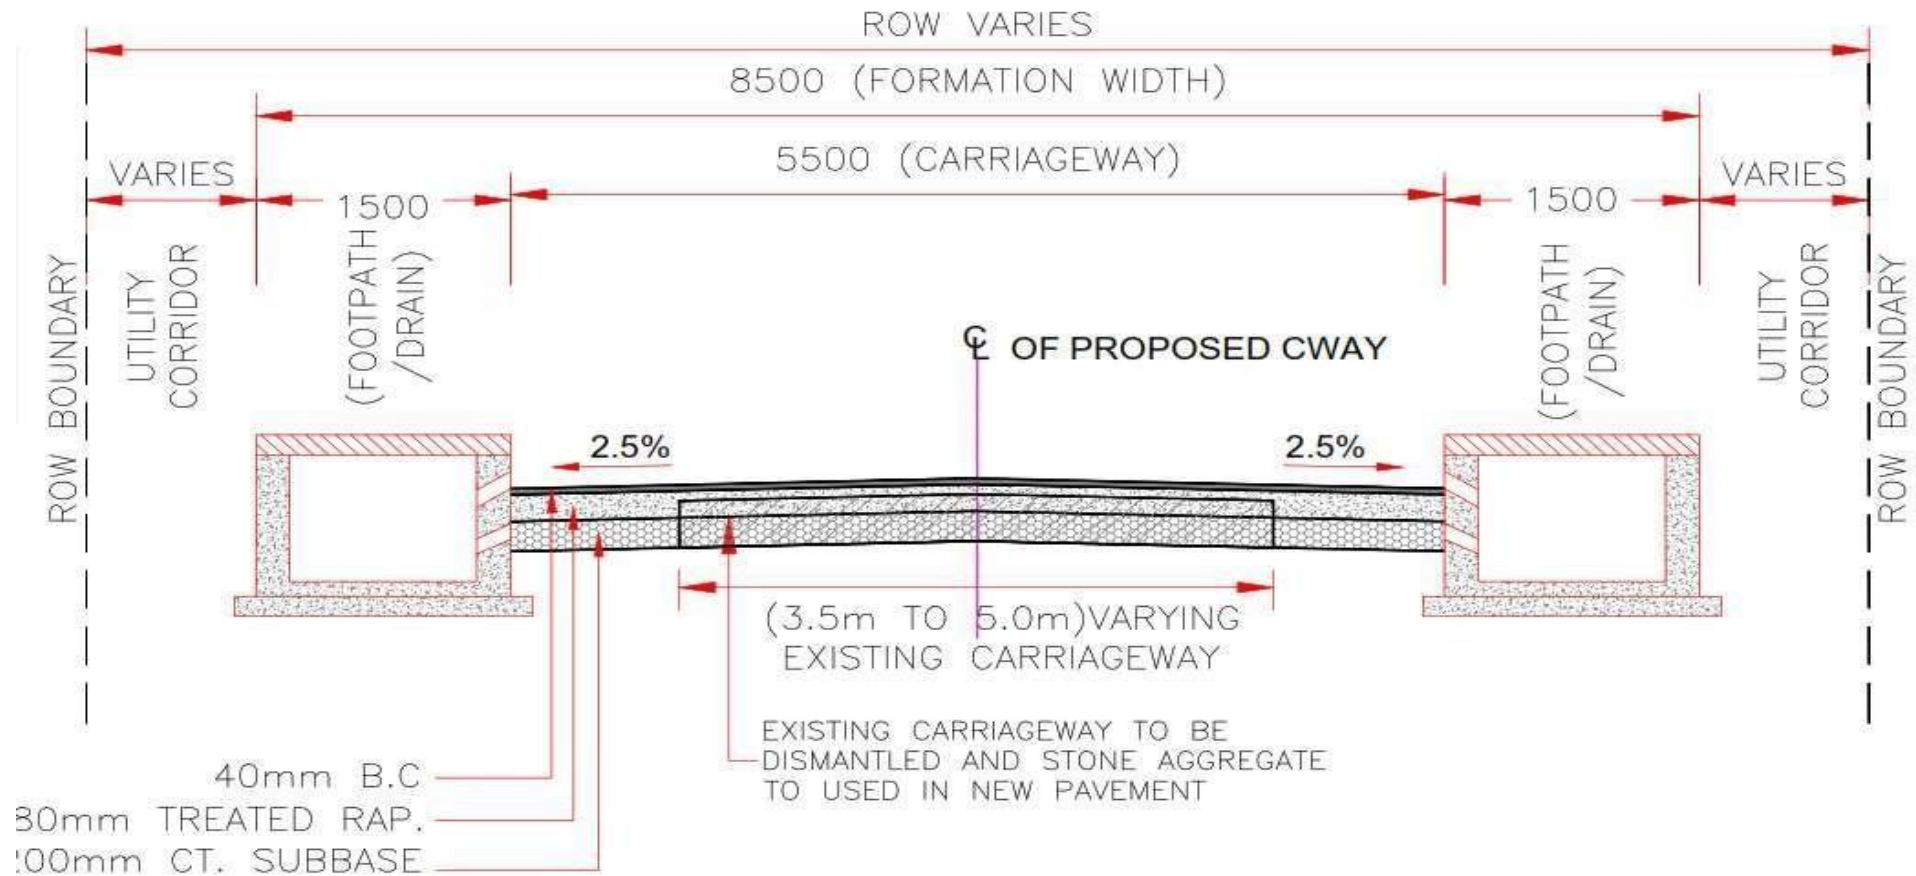 ROW VARIES
8500 (FORMATION WIDTH)
5500 (CARRIAGEWAY)
VARIES
1500
1500
VARIES
ROW BOUNDARY
UTILITY
CORRIDOR
(FOOTPATH
/DRAIN)
℄ OF PROPOSED CWAY
(FOOTPATH
/DRAIN)
UTILITY
CORRIDOR
ROW BOUNDARY
2.5%
2.5%
(3.5m TO 5.0m)VARYING
EXISTING CARRIAGEWAY
EXISTING CARRIAGEWAY TO BE
DISMANTLED AND STONE AGGREGATE
TO USED IN NEW PAVEMENT
40mm B.C
TREATED RAP.
CT. SUBBASE